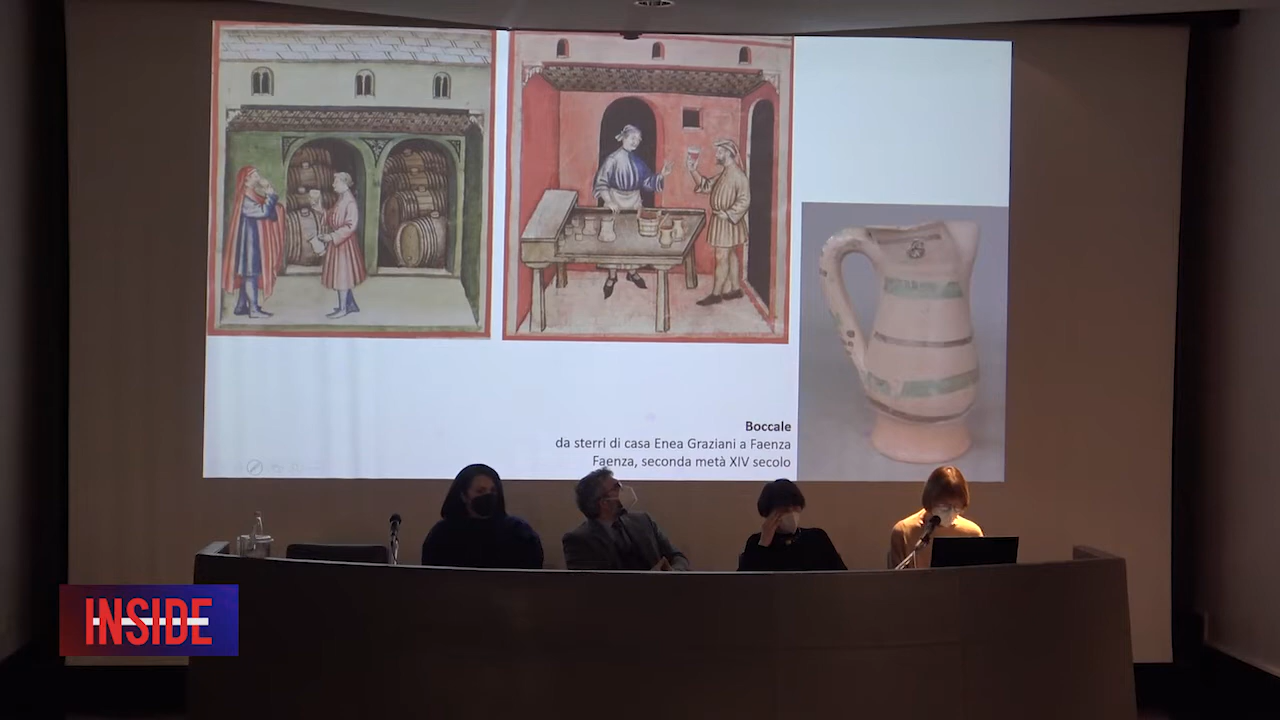 Boccale
da sterri di casa Enea Graziani a Faenza
Faenza, seconda metà XIV secolo
INSIDE